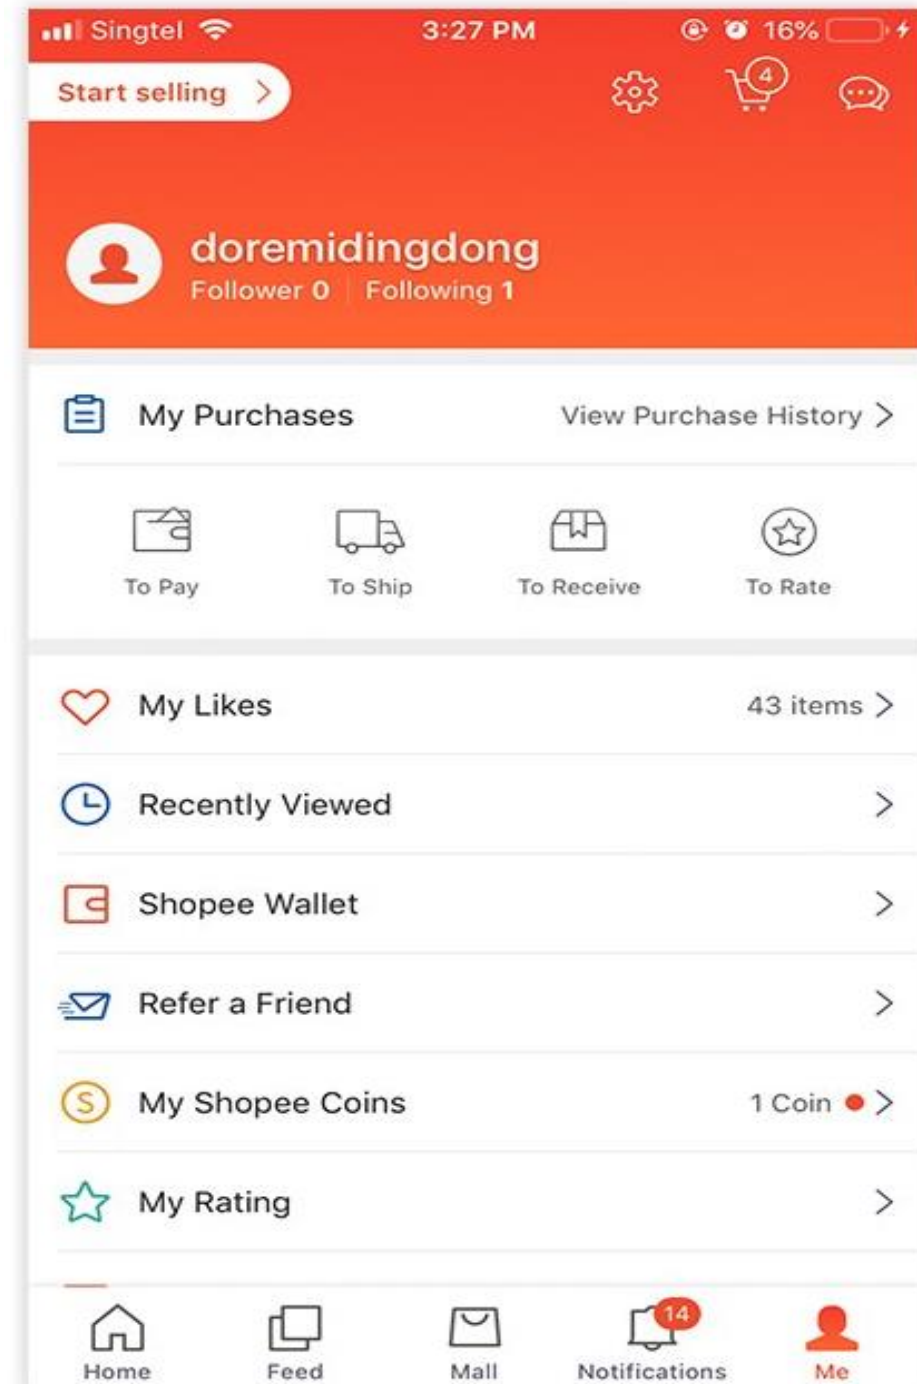 Singtel 3:27 PM 16%
Start selling
4
doremidingdong
Follower 0 Following 1
My Purchases View Purchase History
To Pay To Ship To Receive To Rate
My Likes 43 items
Recently Viewed
Shopee Wallet
Refer a Friend
S My Shopee Coins 1 Coin
My Rating
14
Home Feed Mall Notifications Me